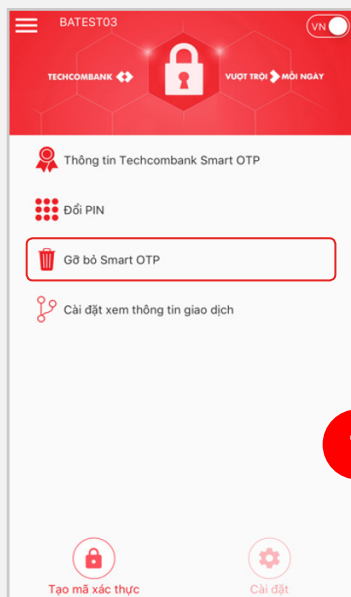 BATEST03
VN
TECHCOMBANK
VƯỢT TRỘI MỖI NGÀY
Thông tin Techcombank Smart OTP
Đổi PIN
Gỡ bỏ Smart OTP
Cài đặt xem thông tin giao dịch
Tạo mã xác thực
Cài đặt